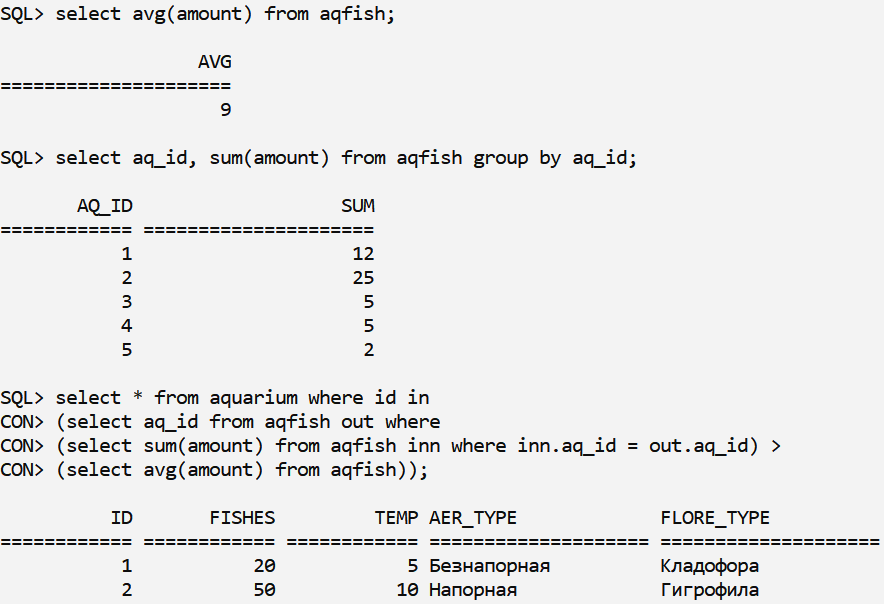 SQL> select avg(amount) from aqfish;
AVG
=====================
9
SQL> select aq_id, sum(amount) from aqfish group by aq_id;
AQ_ID SUM
============ =====================
1 12
2 25
3 5
4 5
5 2
SQL> select * from aquarium where id in
CON> (select aq_id from aqfish out where
CON> (select sum(amount) from aqfish inn where inn.aq_id = out.aq_id) >
CON> (select avg(amount) from aqfish));
ID FISHES TEMP AER_TYPE FLORE_TYPE
============ ============ ============ ==================== ====================
1 20 5 Безнапорная Кладофора
2 50 10 Напорная Гигрофила